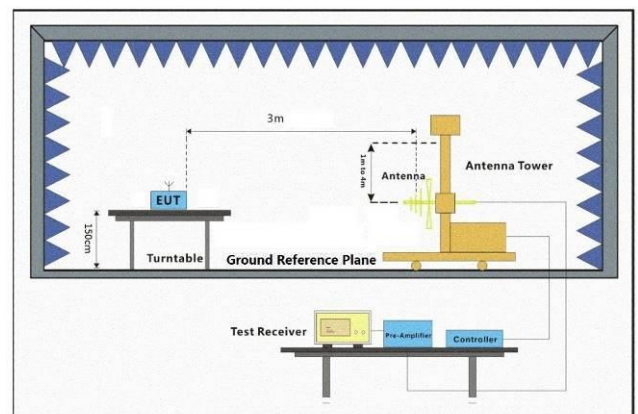 3m
1m to 4m
Antenna
Antenna Tower
EUT
150cm
Turntable
Ground Reference Plane
Test Receiver
Pre-Amplifier
Controller